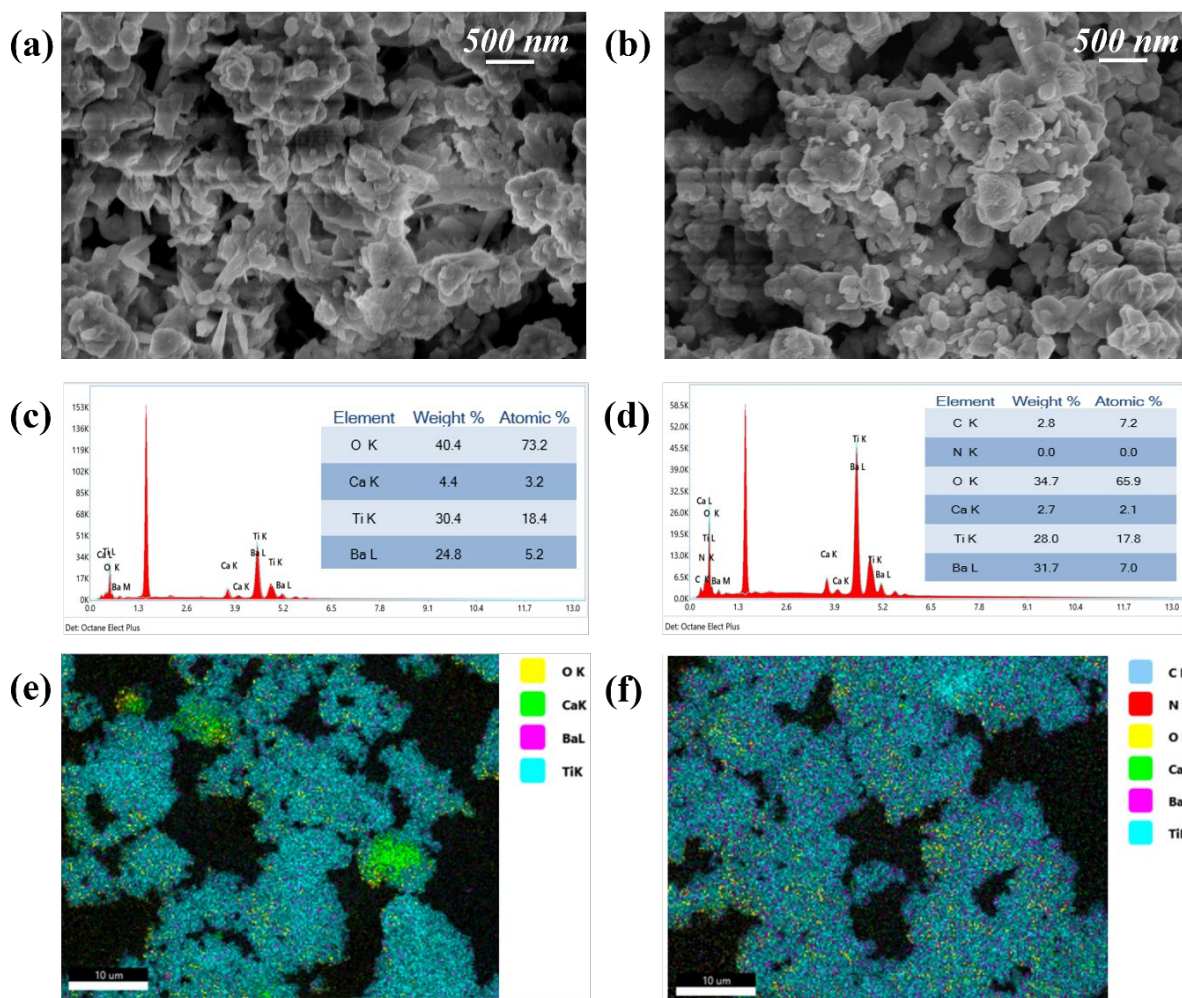 (a)
500 nm
(b)
500 nm
(c)
153K
136K
119K
102K
85K
68K
51K
34K
17K
0K
0.0 1.3 2.6 3.9 5.2 6.5 7.8 9.1 10.4 11.7 13.0
Ca L
Ti L
O K
Ba M
Ca K
Ca K
Ti K
Ba L
Ti K
Ba L
Element Weight % Atomic %
O K 40.4 73.2
Ca K 4.4 3.2
Ti K 30.4 18.4
Ba L 24.8 5.2
Det: Octane Elect Plus
(d)
58.5K
52.0K
45.5K
39.0K
32.5K
26.0K
19.5K
13.0K
6.5K
0.0K
0.0 1.3 2.6 3.9 5.2 6.5 7.8 9.1 10.4 11.7 13.0
Ca L
O K
Ti L
N K
C K
Ba M
Ca K
Ca K
Ti K
Ba L
Ti K
Ba L
Element Weight % Atomic %
C K 2.8 7.2
N K 0.0 0.0
O K 34.7 65.9
Ca K 2.7 2.1
Ti K 28.0 17.8
Ba L 31.7 7.0
Det: Octane Elect Plus
(e)
O K
CaK
BaL
TiK
10 um
(f)
C
N
O
Ca
Ba
Ti
10 um